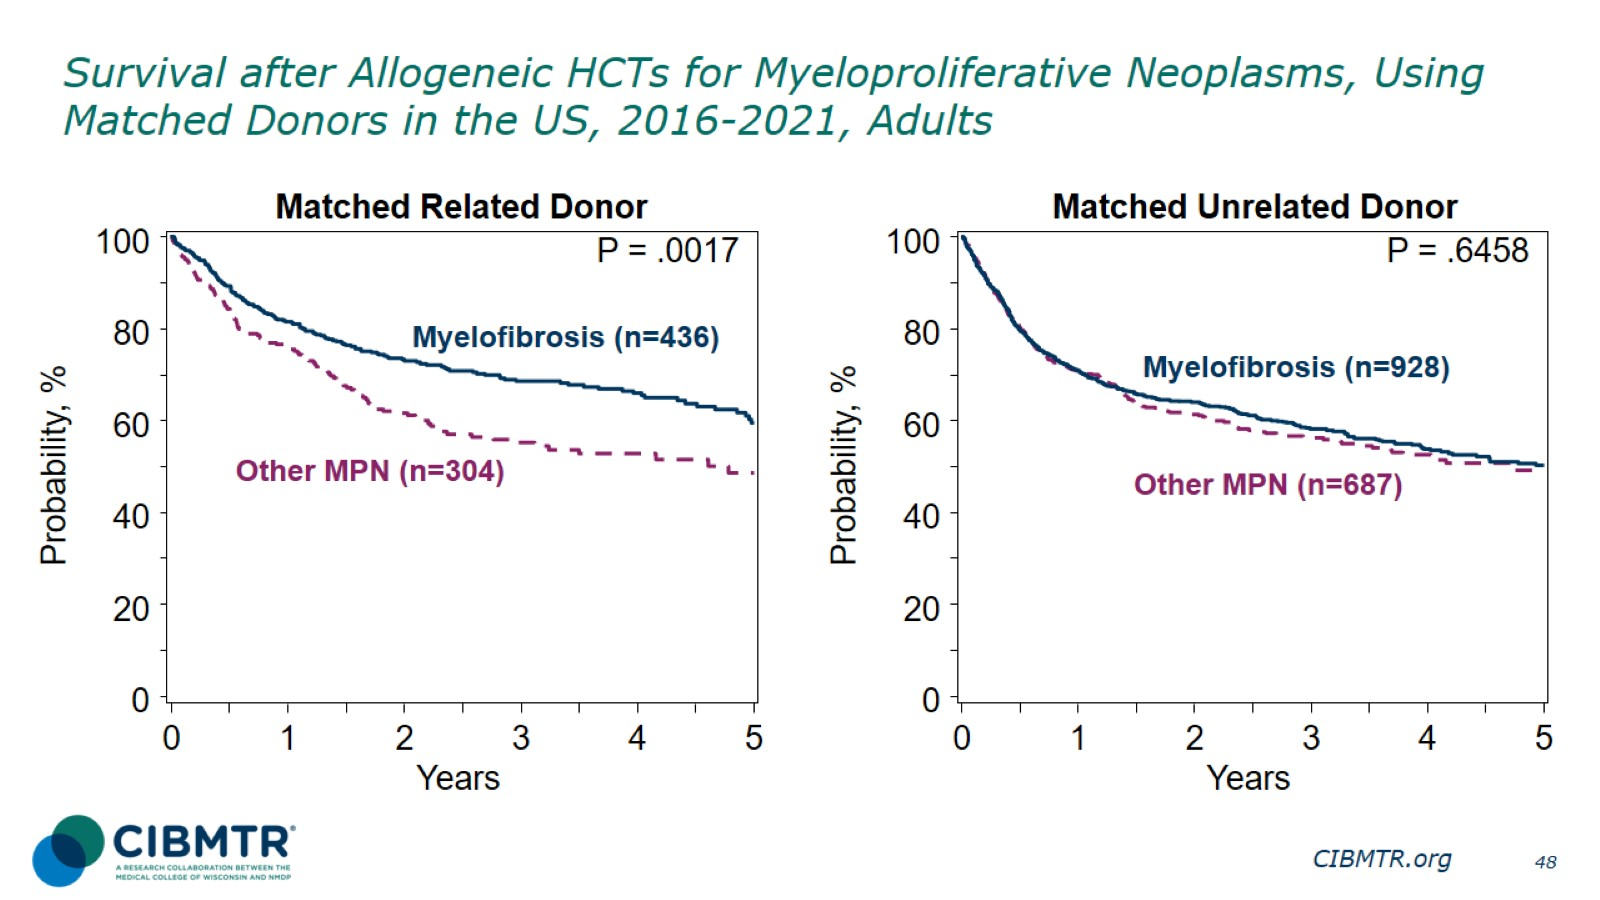 Survival after Allogeneic HCTs for Myeloproliferative Neoplasms, Using
Matched Donors in the US, 2016-2021, Adults
Matched Related Donor
P = .0017
Myelofibrosis (n=436)
Other MPN (n=304)
Probability, %
100
80
60
40
20
0
0 1 2 3 4 5
Years
Matched Unrelated Donor
P = .6458
Myelofibrosis (n=928)
Other MPN (n=687)
Probability, %
100
80
60
40
20
0
0 1 2 3 4 5
Years
CIBMTR®
A RESEARCH COLLABORATION BETWEEN THE
MEDICAL COLLEGE OF WISCONSIN AND NMDP
CIBMTR.org
48